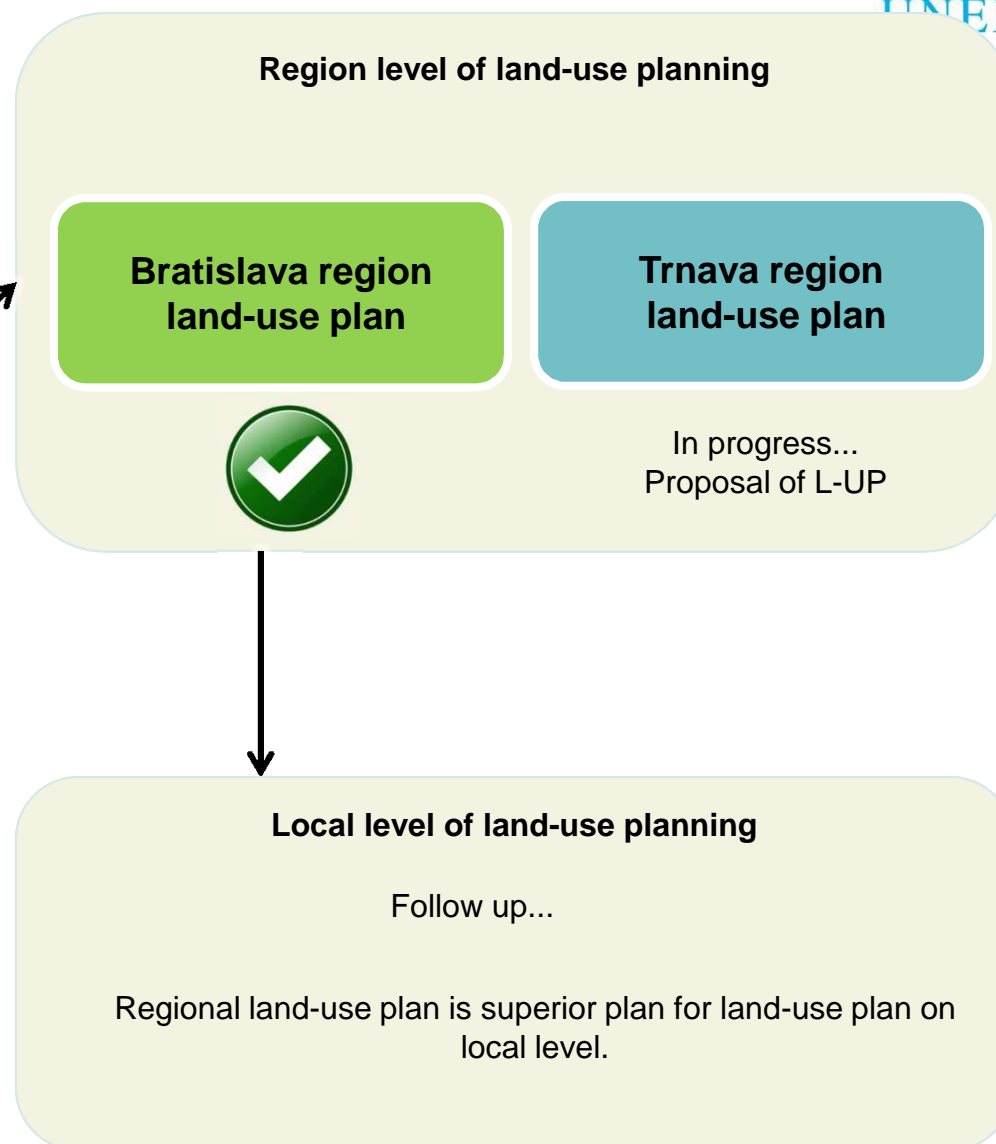 Region level of land-use planning
Bratislava region
land-use plan
Trnava region
land-use plan
In progress...
Proposal of L-UP
Local level of land-use planning
Follow up...
Regional land-use plan is superior plan for land-use plan on
local level.